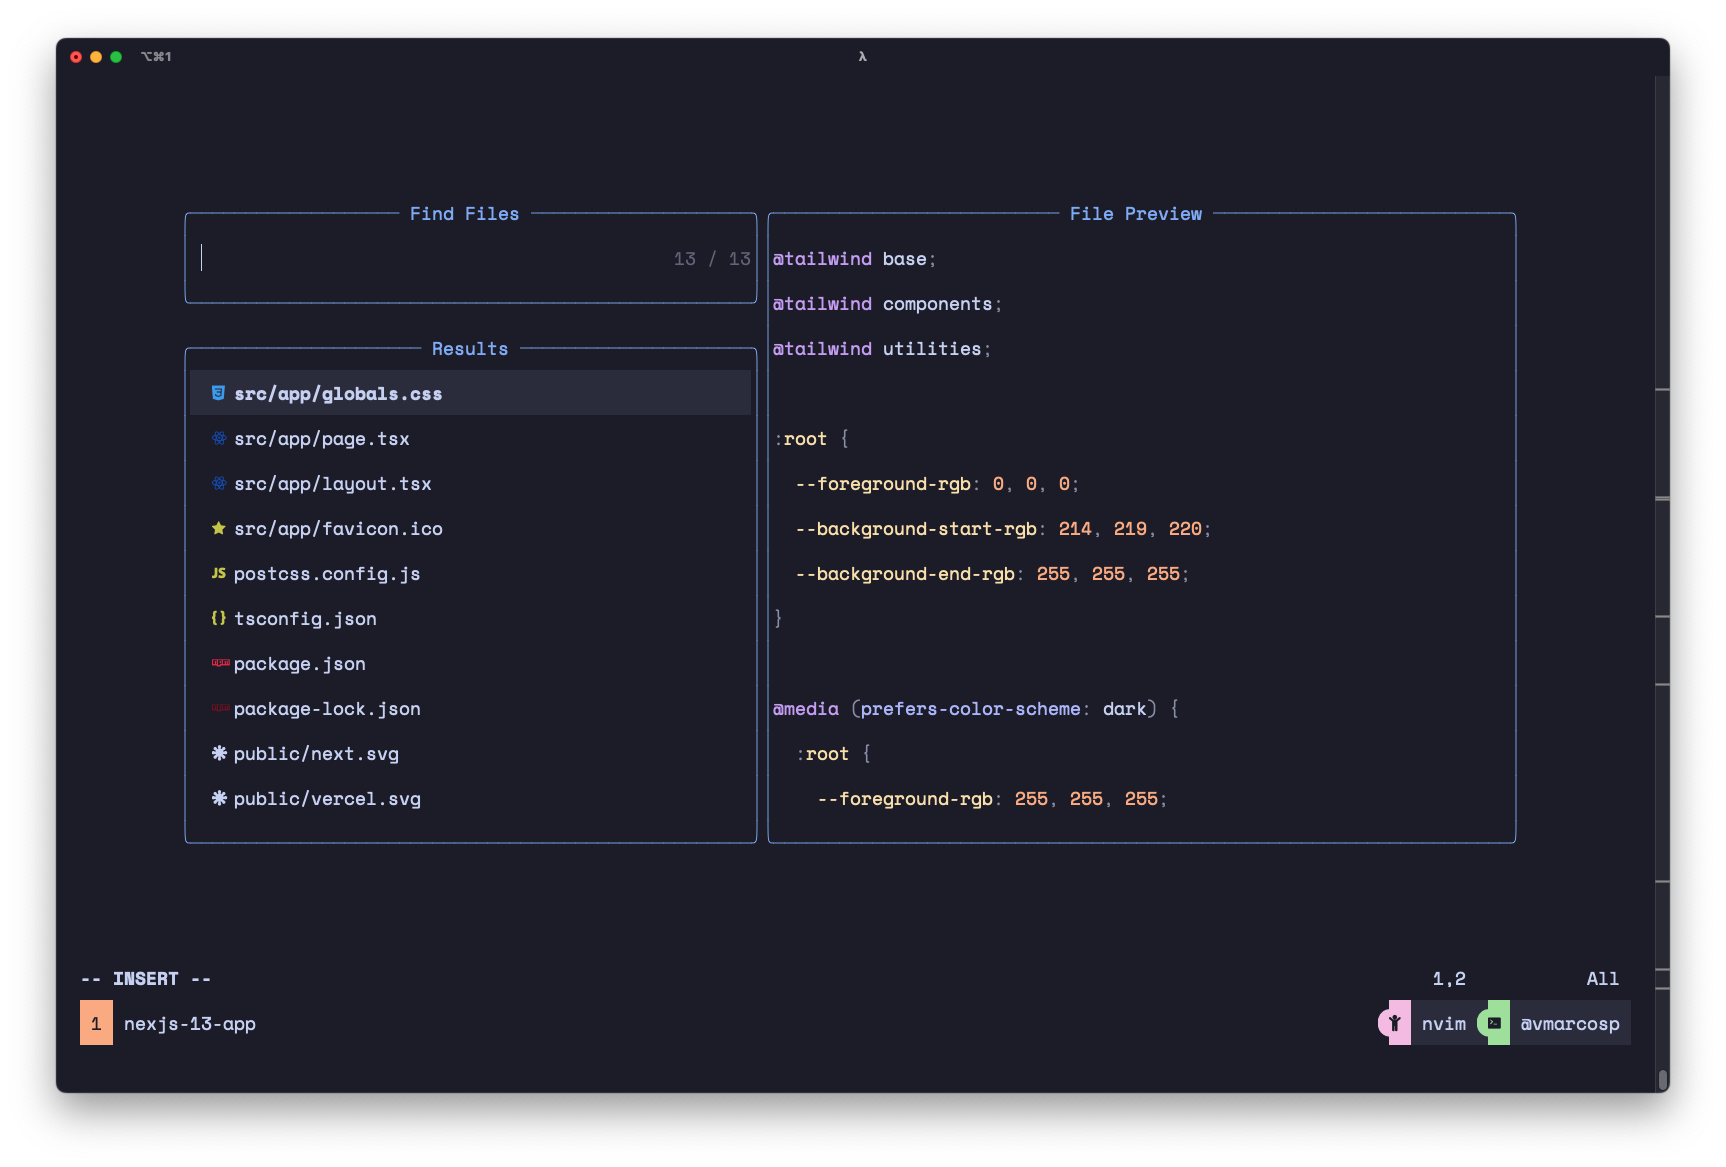 ⌥⌘1
λ
Find Files
13 / 13
Results
src/app/globals.css
src/app/page.tsx
src/app/layout.tsx
src/app/favicon.ico
JS postcss.config.js
{} tsconfig.json
package.json
package-lock.json
public/next.svg
public/vercel.svg
File Preview
@tailwind base;
@tailwind components;
@tailwind utilities;
:root {
--foreground-rgb: 0, 0, 0;
--background-start-rgb: 214, 219, 220;
--background-end-rgb: 255, 255, 255;
}
@media (prefers-color-scheme: dark) {
:root {
--foreground-rgb: 255, 255, 255;
-- INSERT --
1,2
All
1 nexjs-13-app
nvim
@vmarcosp